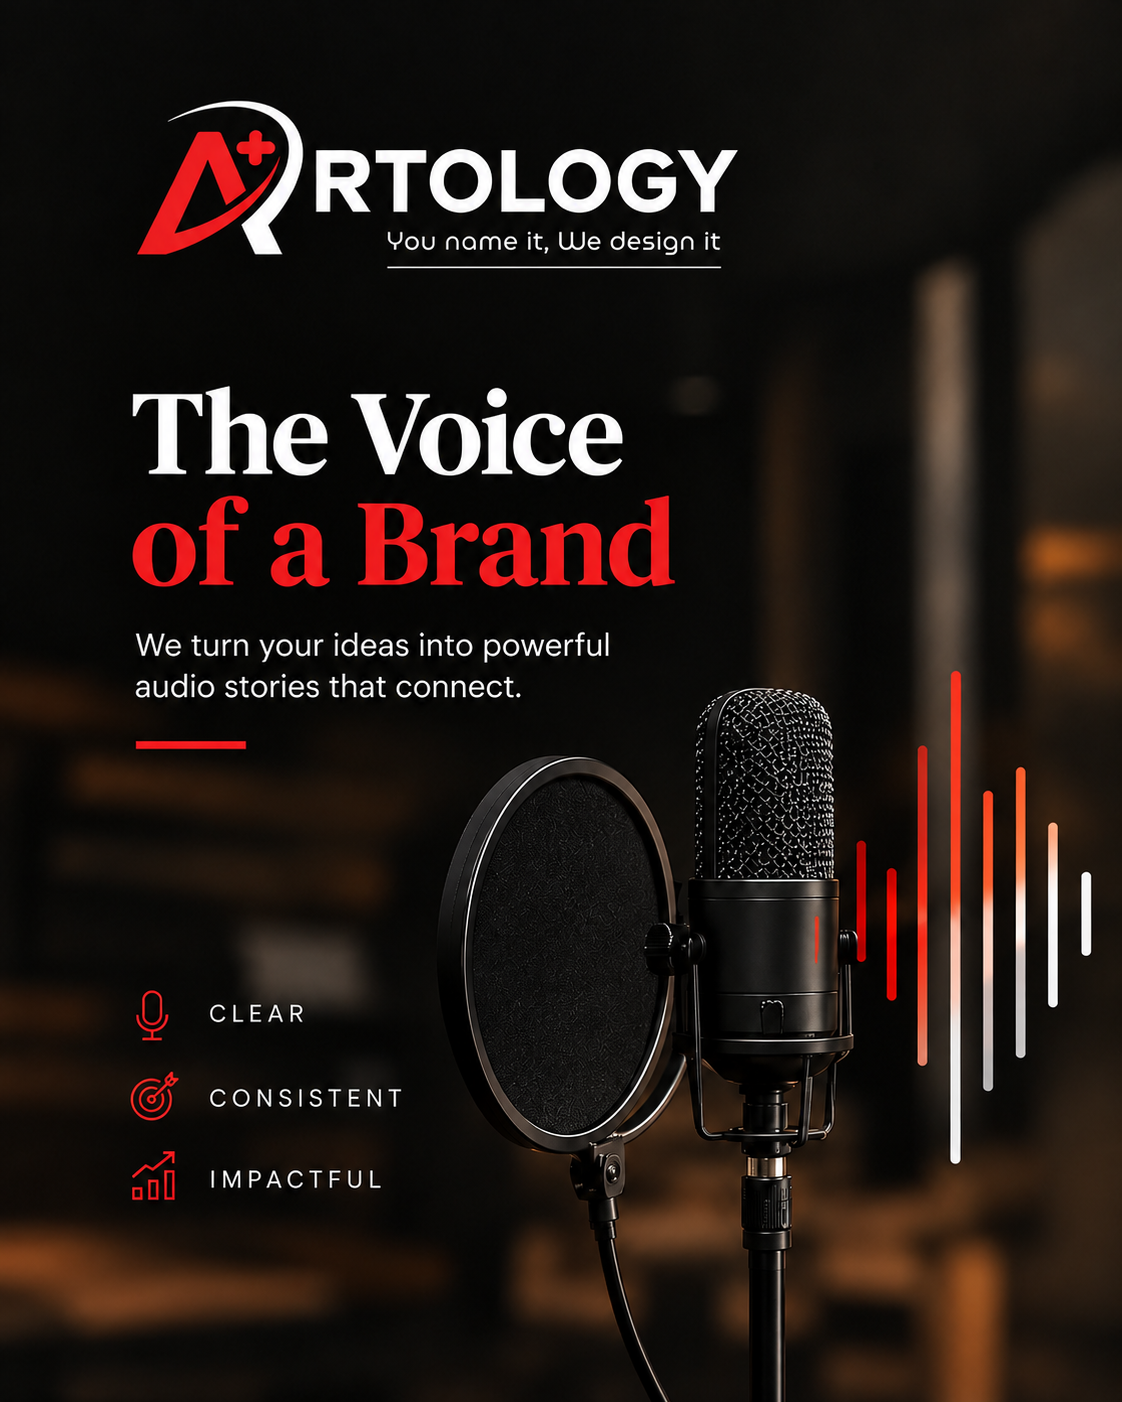 ARTOLOGY
You name it, We design it
The Voice
of a Brand
We turn your ideas into powerful
audio stories that connect.
CLEAR
CONSISTENT
IMPACTFUL